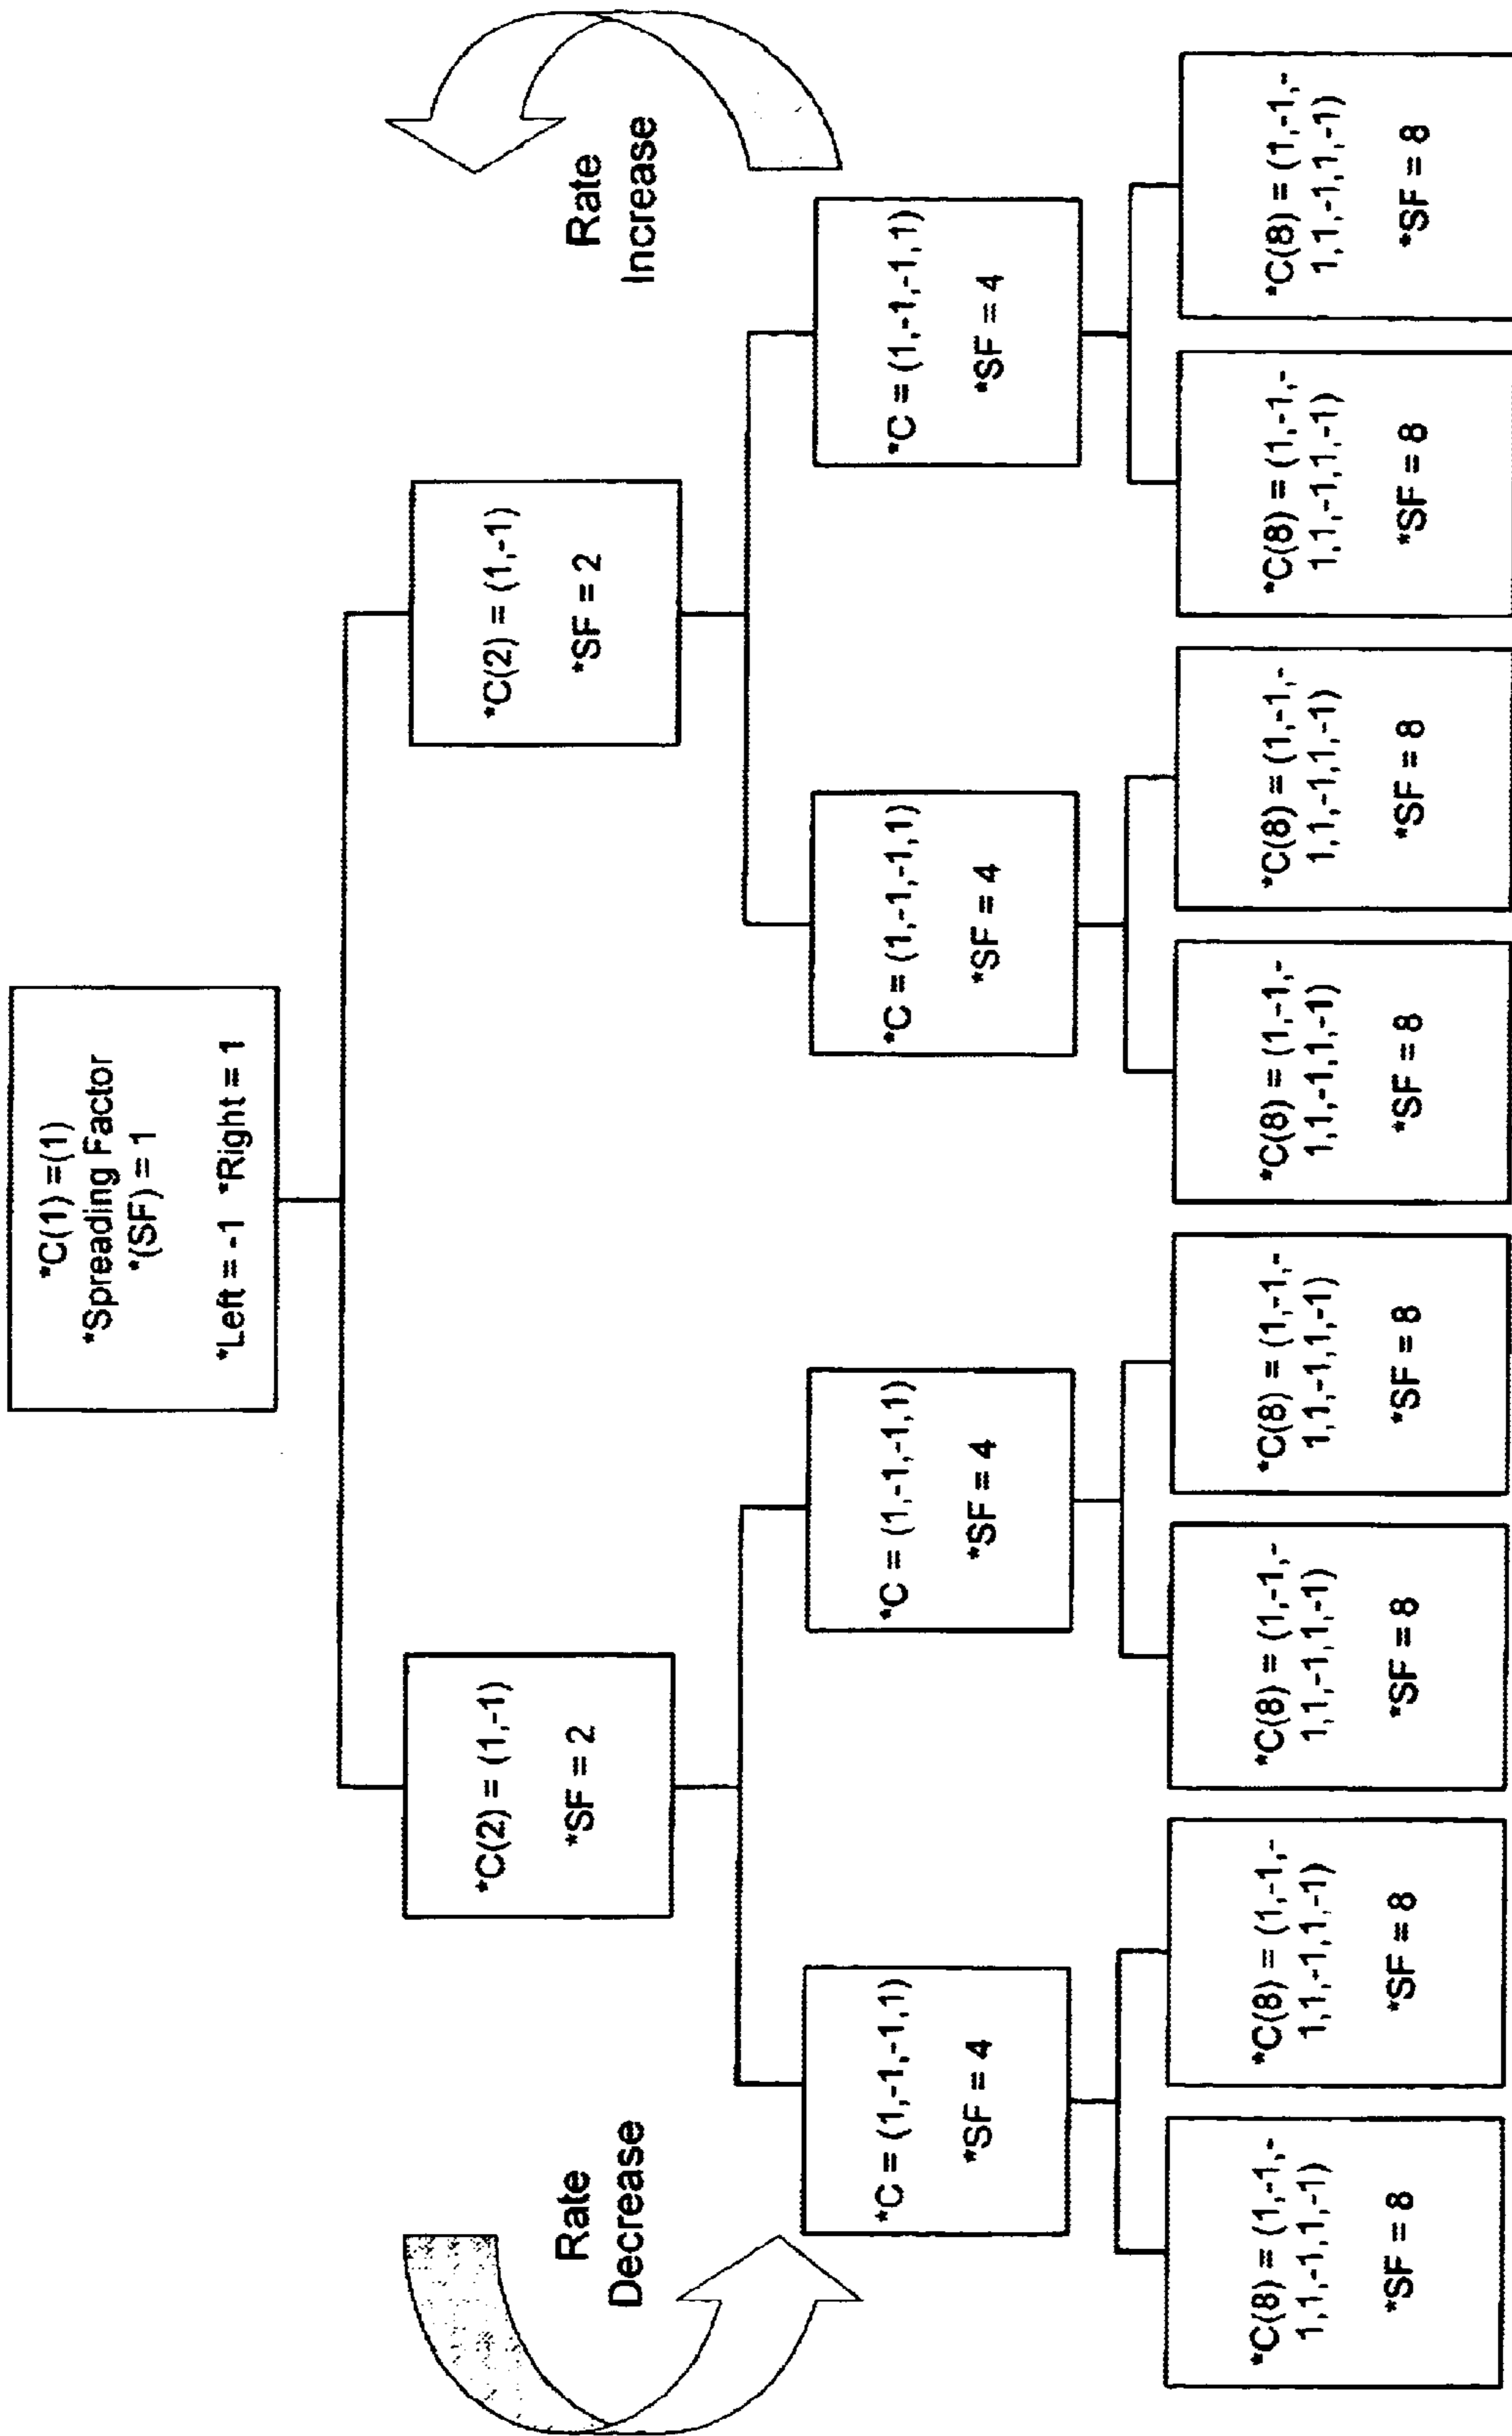 *C(1) =(1)
*Spreading Factor
*(SF) = 1
*Left = -1 *Right = 1
Rate
Decrease
*C(2) = (1,-1)
*SF = 2
*C(2) = (1,-1)
*SF = 2
Rate
Increase
*C = (1,-1,-1,1)
*SF = 4
*C = (1,-1,-1,1)
*SF = 4
*C = (1,-1,-1,1)
*SF = 4
*C = (1,-1,-1,1)
*SF = 4
*C(8) = (1,-1,-
1,1,-1,1,1,-1)
*SF = 8
*C(8) = (1,-1,-
1,1,-1,1,1,-1)
*SF = 8
*C(8) = (1,-1,-
1,1,-1,1,1,-1)
*SF = 8
*C(8) = (1,-1,-
1,1,-1,1,1,-1)
*SF = 8
*C(8) = (1,-1,-
1,1,-1,1,1,-1)
*SF = 8
*C(8) = (1,-1,-
1,1,-1,1,1,-1)
*SF = 8
*C(8) = (1,-1,-
1,1,-1,1,1,-1)
*SF = 8
*C(8) = (1,-1,-
1,1,-1,1,1,-1)
*SF = 8